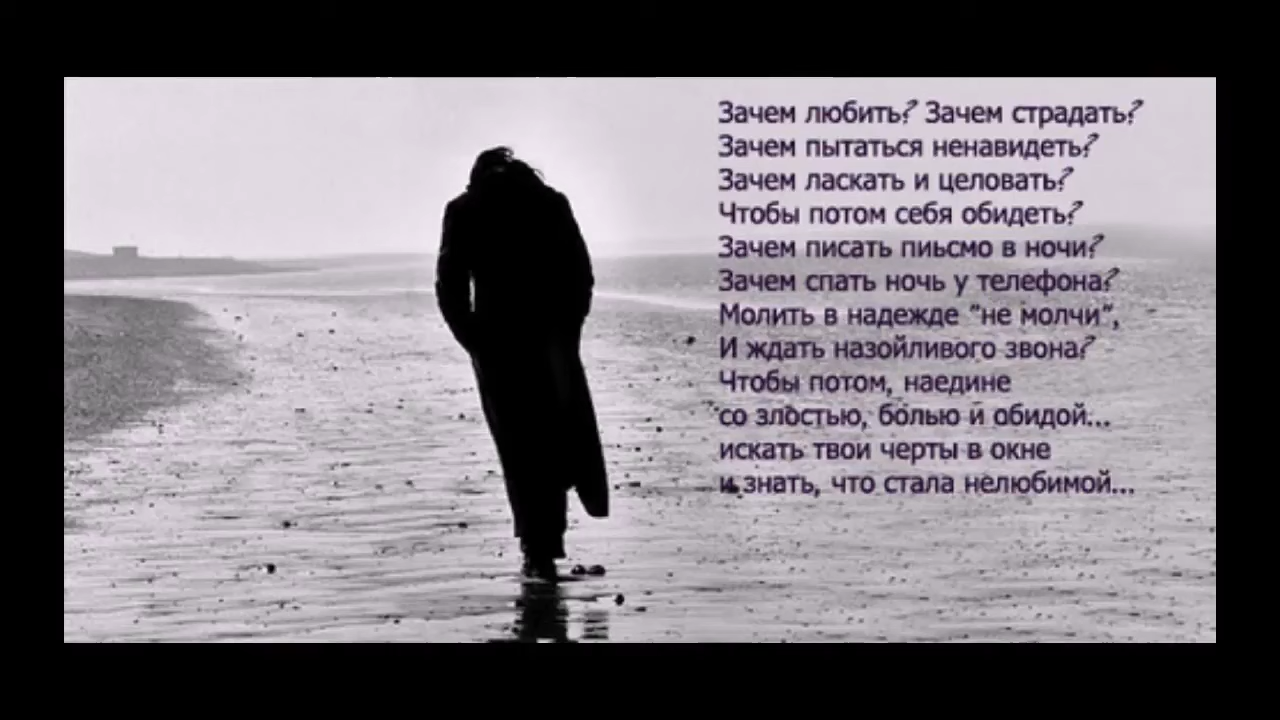 Зачем любить? Зачем страдать?
Зачем пытаться ненавидеть?
Зачем ласкать и целовать?
Чтобы потом себя обидеть?
Зачем писать пиьсмо в ночи?
Зачем спать ночь у телефона?
Молить в надежде "не молчи",
И ждать назойливого звона?
Чтобы потом, наедине
со злостью, болью и обидой...
искать твои черты в окне
и знать, что стала нелюбимой...